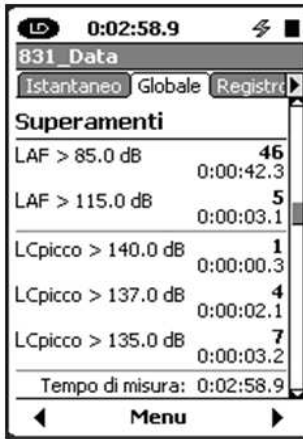 LD 0:02:58.9
831_Data
Istantaneo Globale Registro
Superamenti
LAF > 85.0 dB 46
0:00:42.3
LAF > 115.0 dB 5
0:00:03.1
LCpicco > 140.0 dB 1
0:00:00.3
LCpicco > 137.0 dB 4
0:00:02.1
LCpicco > 135.0 dB 7
0:00:03.2
Tempo di misura: 0:02:58.9
Menu